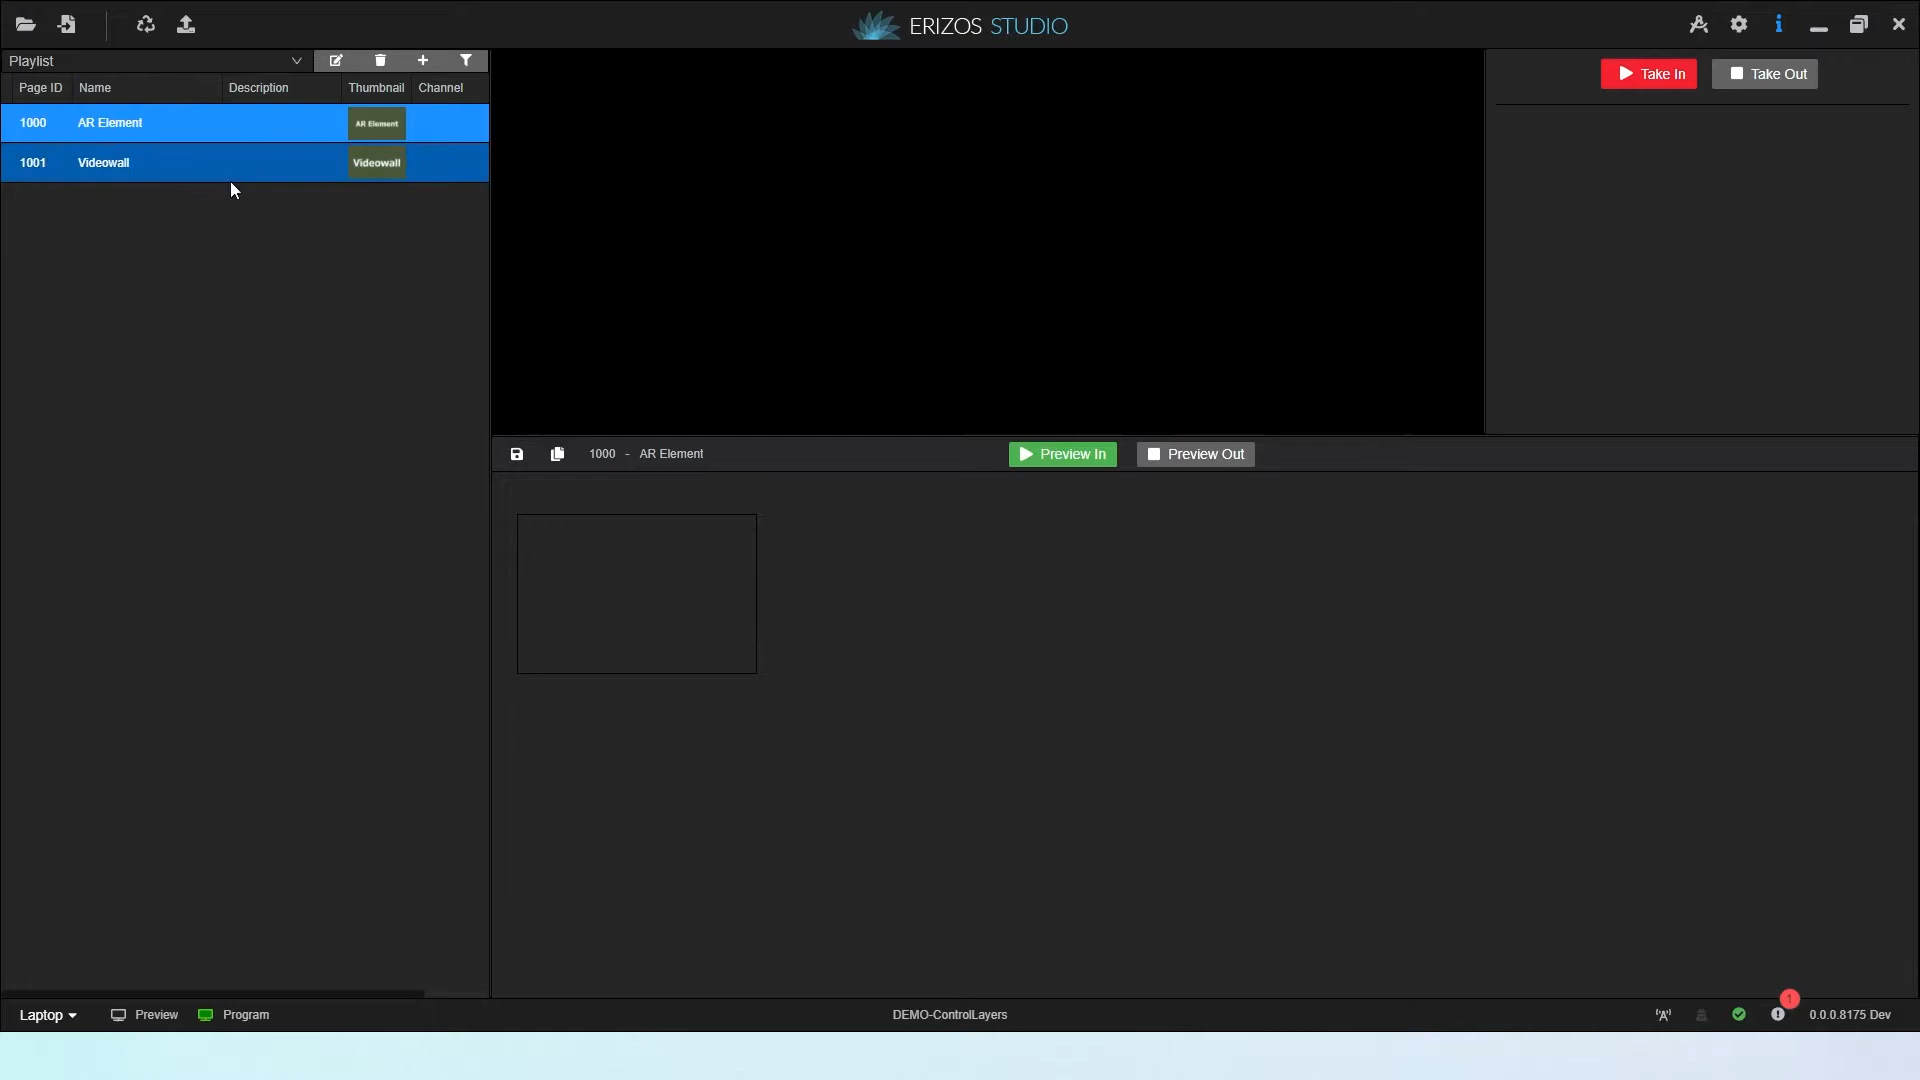 ERIZOS STUDIO
Playlist
Take In
Take Out
Page ID Name Description Thumbnail Channel
1000 AR Element AR Element
1001 Videowall Videowall
1000 - AR Element
Preview In
Preview Out
Laptop
Preview
Program
DEMO-ControlLayers
1
0.0.0.8175 Dev